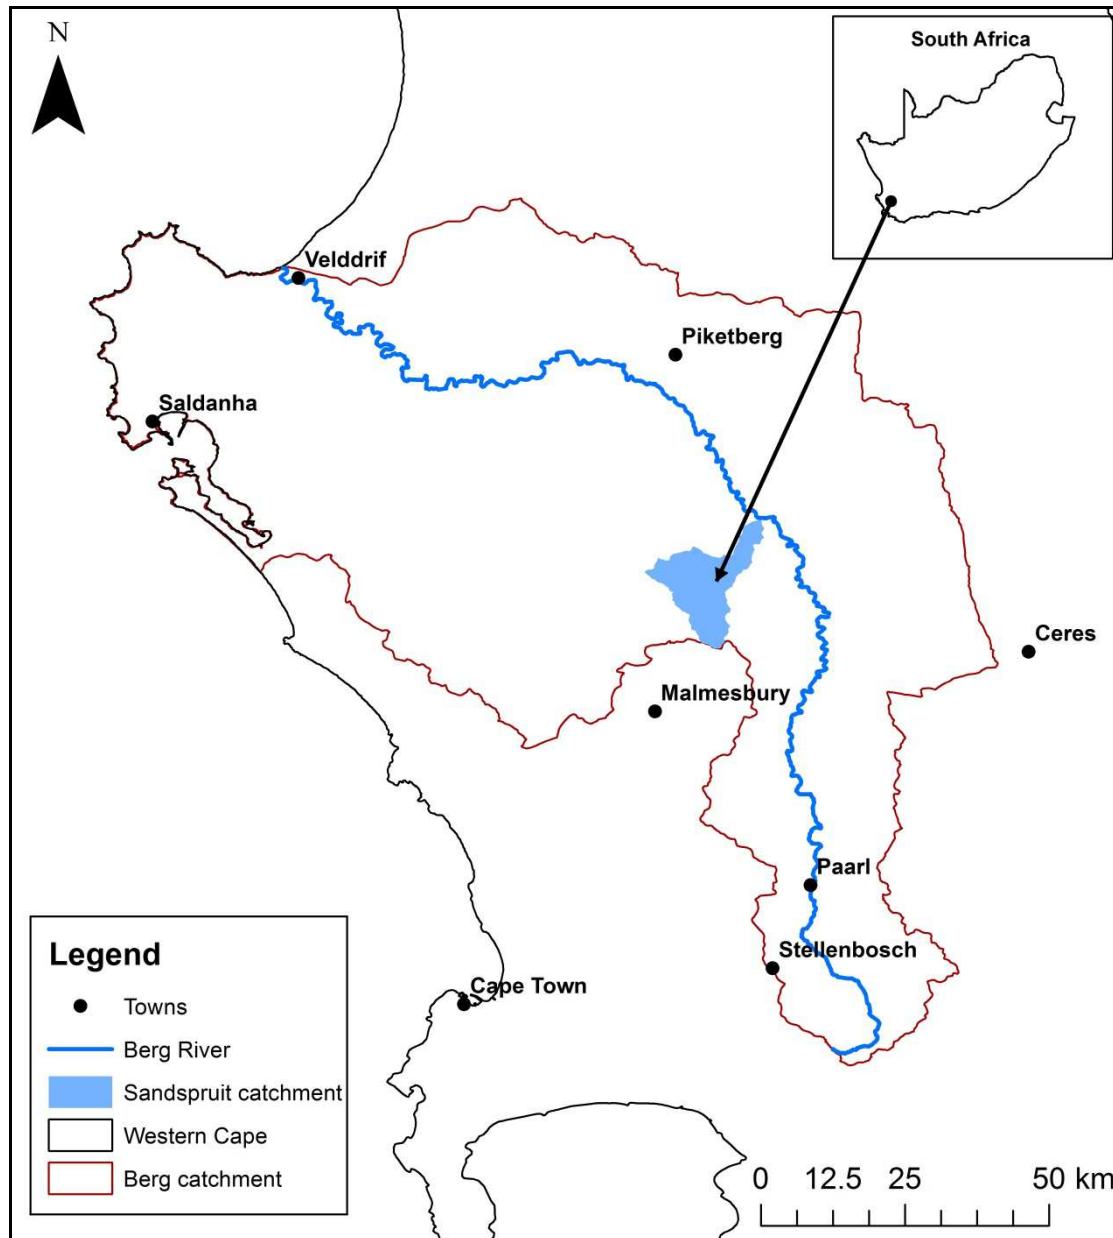 N
South Africa
Velddrif
Piketberg
Saldanha
Ceres
Malmesbury
Paarl
Stellenbosch
Cape Town
Legend
Towns
Berg River
Sandspruit catchment
Western Cape
Berg catchment
0 12.5 25 50 km